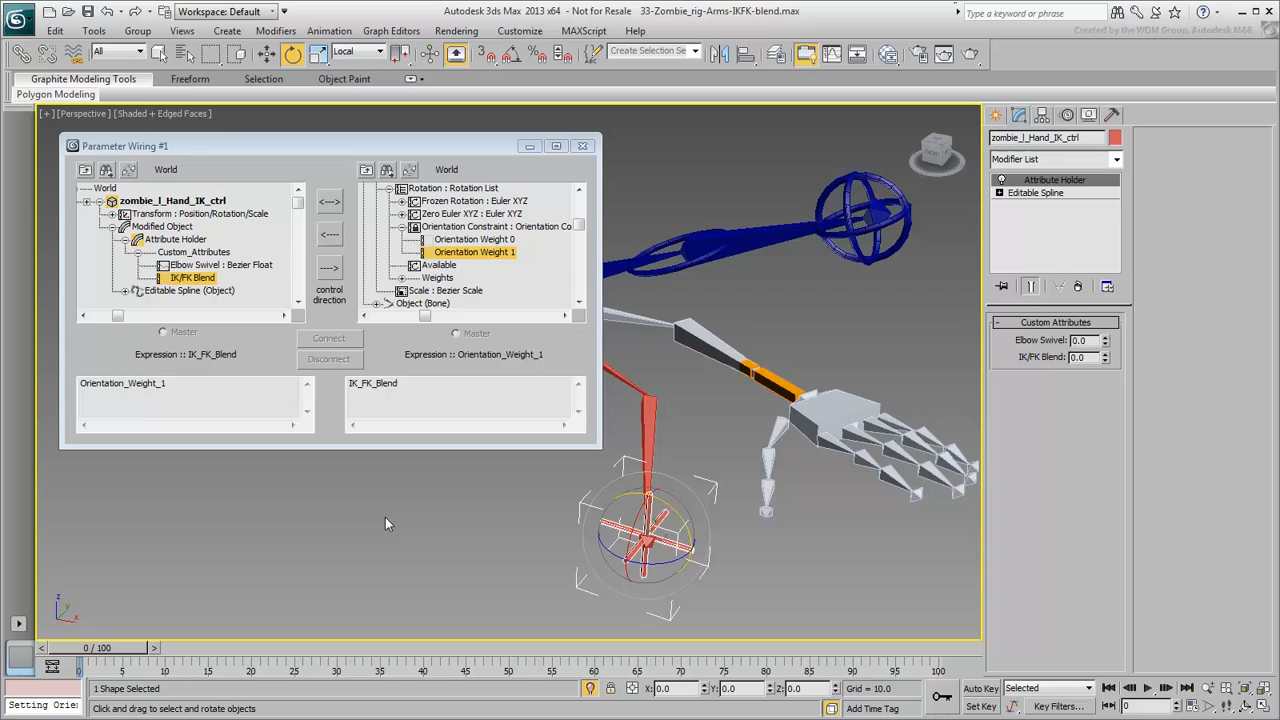 Workspace: Default
Autodesk 3ds Max 2013 x64 - Not for Resale 33-Zombie_rig-Arms-IKFK-blend.max
Type a keyword or phrase
Created by the WDM Group, Autodesk M&E
Edit Tools Group Views Create Modifiers Animation Graph Editors Rendering Customize MAXScript Help
All
Local
Create Selection Se
Graphite Modeling Tools Freeform Selection Object Paint
Polygon Modeling
[+] [Perspective] [Shaded + Edged Faces]
Parameter Wiring #1
World
World
World
zombie_l_Hand_IK_ctrl
Transform : Position/Rotation/Scale
Modified Object
Attribute Holder
Custom_Attributes
Elbow Swivel : Bezier Float
IK/FK Blend
Editable Spline (Object)
<--->
<----
---->
control
direction
Rotation : Rotation List
Frozen Rotation : Euler XYZ
Zero Euler XYZ : Euler XYZ
Orientation Constraint : Orientation Co
Orientation Weight 0
Orientation Weight 1
Available
Weights
Scale : Bezier Scale
Object (Bone)
Master
Connect
Master
Expression :: IK_FK_Blend
Disconnect
Expression :: Orientation_Weight_1
Orientation_Weight_1
IK_FK_Blend
zombie_l_Hand_IK_ctrl
Modifier List
Attribute Holder
Editable Spline
- Custom Attributes
Elbow Swivel: 0.0
IK/FK Blend: 0.0
z
y
x
0 / 100
0 5 10 15 20 25 30 35 40 45 50 55 60 65 70 75 80 85 90 95 100
1 Shape Selected
X: 0.0 Y: 0.0 Z: 0.0 Grid = 10.0
Auto Key Selected
Setting Orie
Click and drag to select and rotate objects
Add Time Tag
Set Key Key Filters... 0